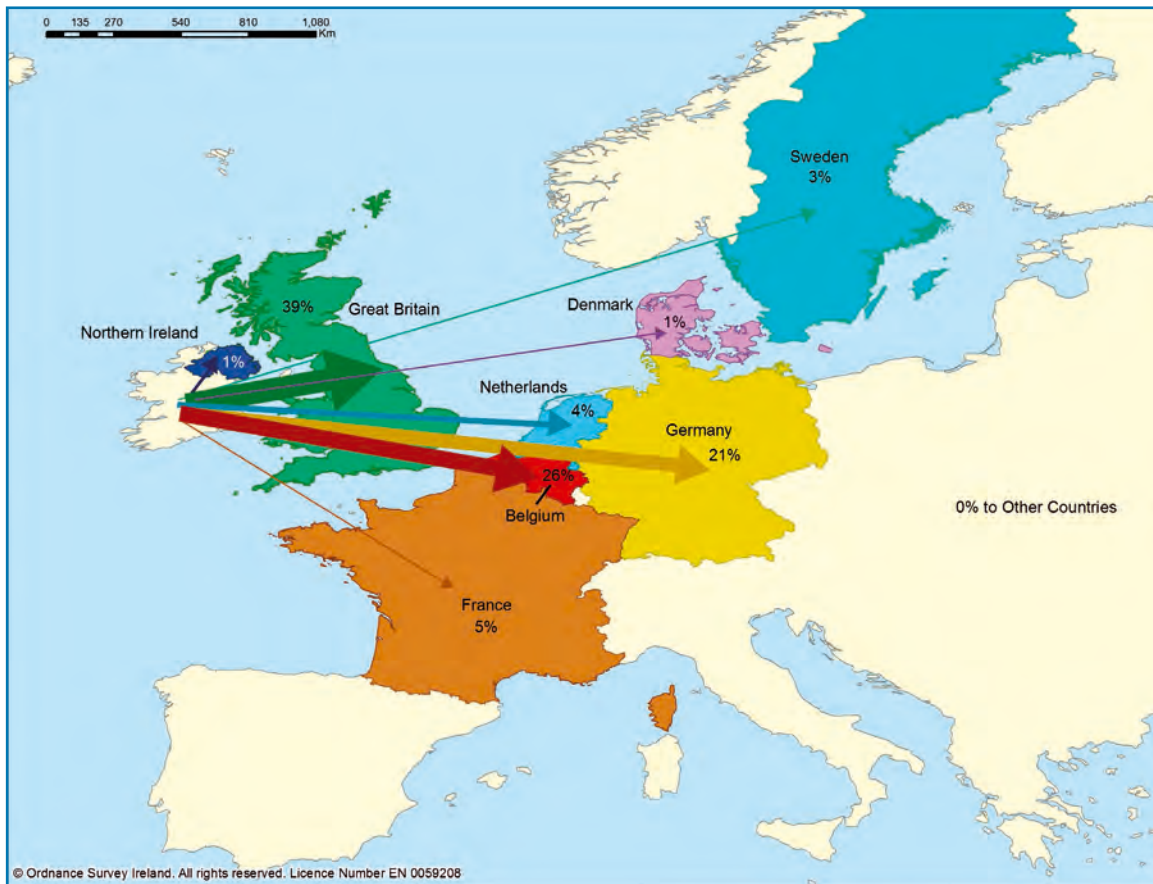 0 135 270 540 810 1,080
Km
Sweden
3%
39%
Great Britain
Denmark
1%
Northern Ireland
1%
Netherlands
4%
Germany
21%
26%
Belgium
0% to Other Countries
France
5%
© Ordnance Survey Ireland. All rights reserved. Licence Number EN 0059208